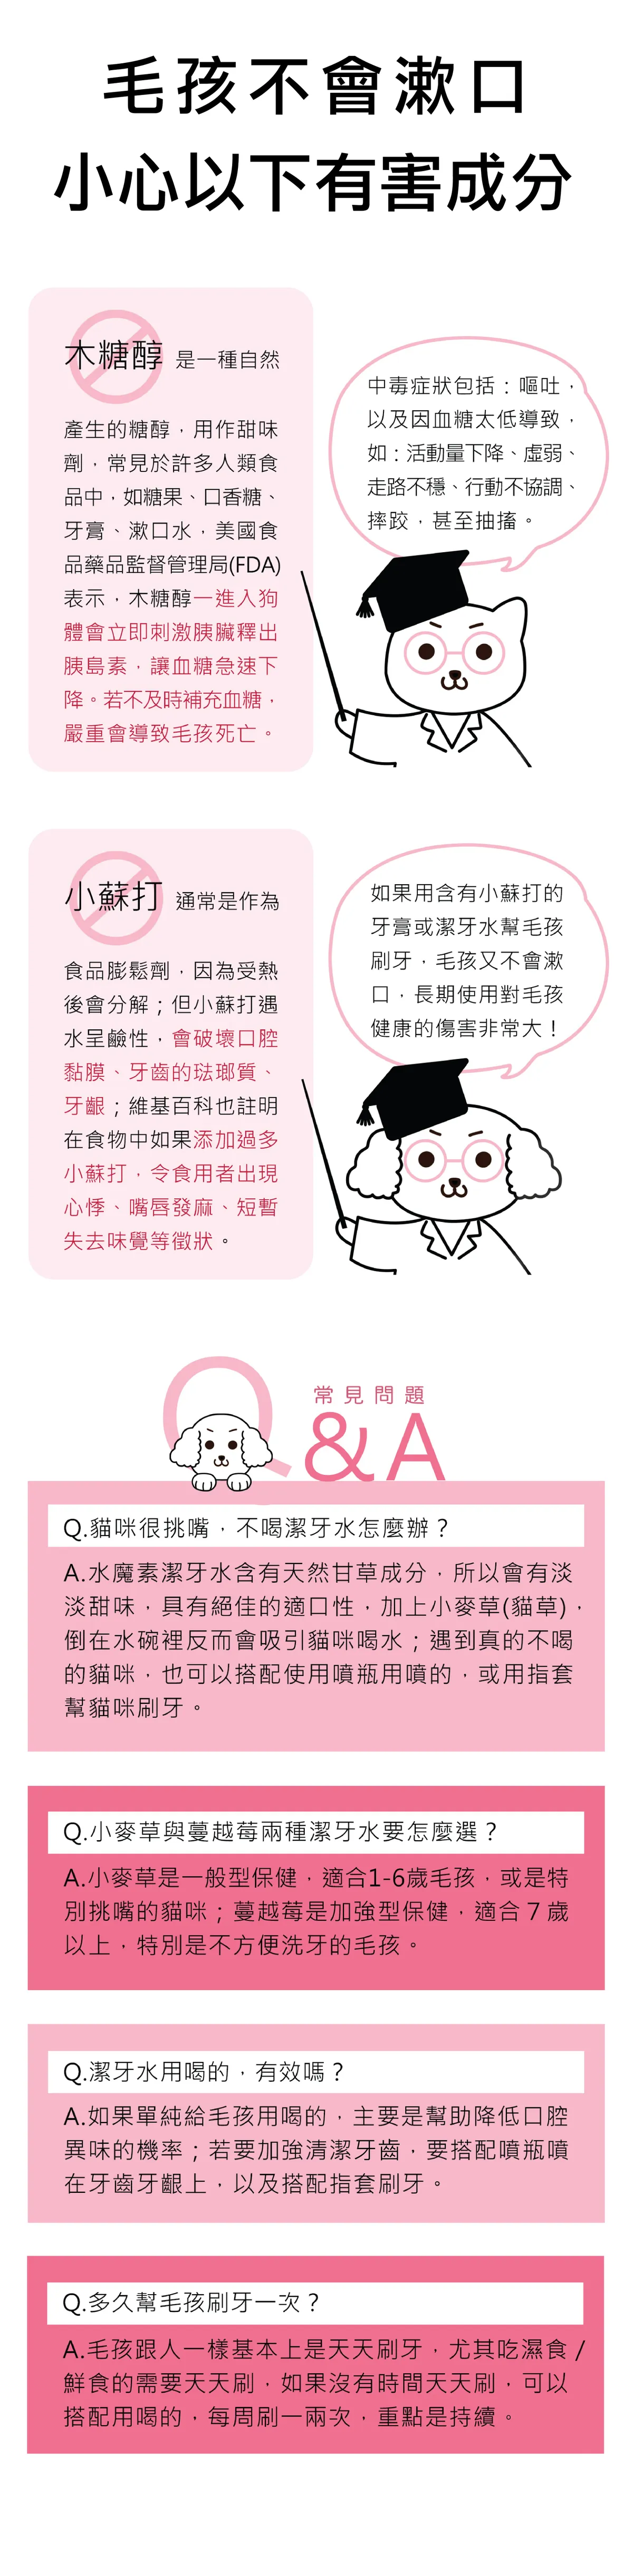 毛孩不會漱口
小心以下有害成分
木糖醇 是一種自然
產生的糖醇，用作甜味
劑，常見於許多人類食
品中，如糖果、口香糖、
牙膏、漱口水，美國食
品藥品監督管理局(FDA)
表示，木糖醇一進入狗
體會立即刺激胰臟釋出
胰島素，讓血糖急速下
降。若不及時補充血糖，
嚴重會導致毛孩死亡。
中毒症狀包括：嘔吐，
以及因血糖太低導致，
如：活動量下降、虛弱、
走路不穩、行動不協調、
摔跤，甚至抽搐。
小蘇打 通常是作為
食品膨鬆劑，因為受熱
後會分解；但小蘇打遇
水呈鹼性，會破壞口腔
黏膜、牙齒的琺瑯質、
牙齦；維基百科也註明
在食物中如果添加過多
小蘇打，令食用者出現
心悸、嘴唇發麻、短暫
失去味覺等徵狀。
如果用含有小蘇打的
牙膏或潔牙水幫毛孩
刷牙，毛孩又不會漱
口，長期使用對毛孩
健康的傷害非常大！
常見問題
Q&A
Q.貓咪很挑嘴，不喝潔牙水怎麼辦？
A.水魔素潔牙水含有天然甘草成分，所以會有淡
淡甜味，具有絕佳的適口性，加上小麥草(貓草)，
倒在水碗裡反而會吸引貓咪喝水；遇到真的不喝
的貓咪，也可以搭配使用噴瓶用噴的，或用指套
幫貓咪刷牙。
Q.小麥草與蔓越莓兩種潔牙水要怎麼選？
A.小麥草是一般型保健，適合1-6歲毛孩，或是特
別挑嘴的貓咪；蔓越莓是加強型保健，適合 7 歲
以上，特別是不方便洗牙的毛孩。
Q.潔牙水用喝的，有效嗎？
A.如果單純給毛孩用喝的，主要是幫助降低口腔
異味的機率；若要加強清潔牙齒，要搭配噴瓶噴
在牙齒牙齦上，以及搭配指套刷牙。
Q.多久幫毛孩刷牙一次？
A.毛孩跟人一樣基本上是天天刷牙，尤其吃濕食 /
鮮食的需要天天刷，如果沒有時間天天刷，可以
搭配用喝的，每周刷一兩次，重點是持續。